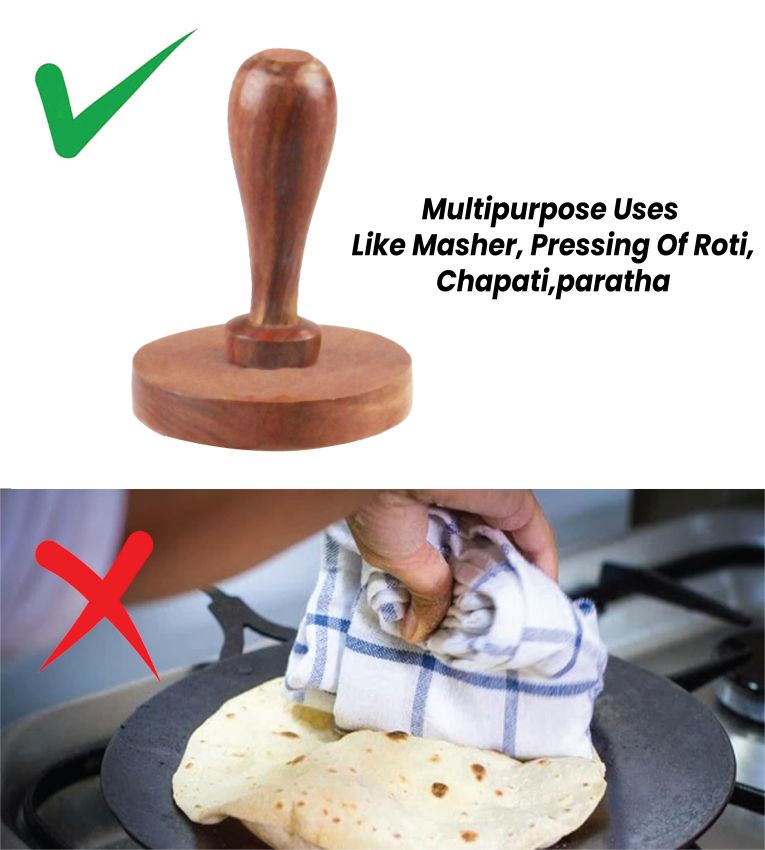 Multipurpose Uses
Like Masher, Pressing Of Roti,
Chapati,paratha